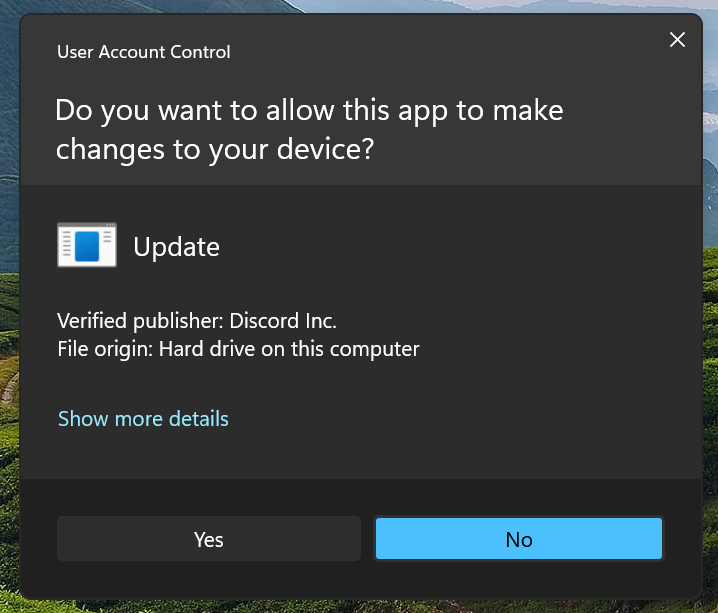 User Account Control
Do you want to allow this app to make
changes to your device?
Update
Verified publisher: Discord Inc.
File origin: Hard drive on this computer
Show more details
Yes
No